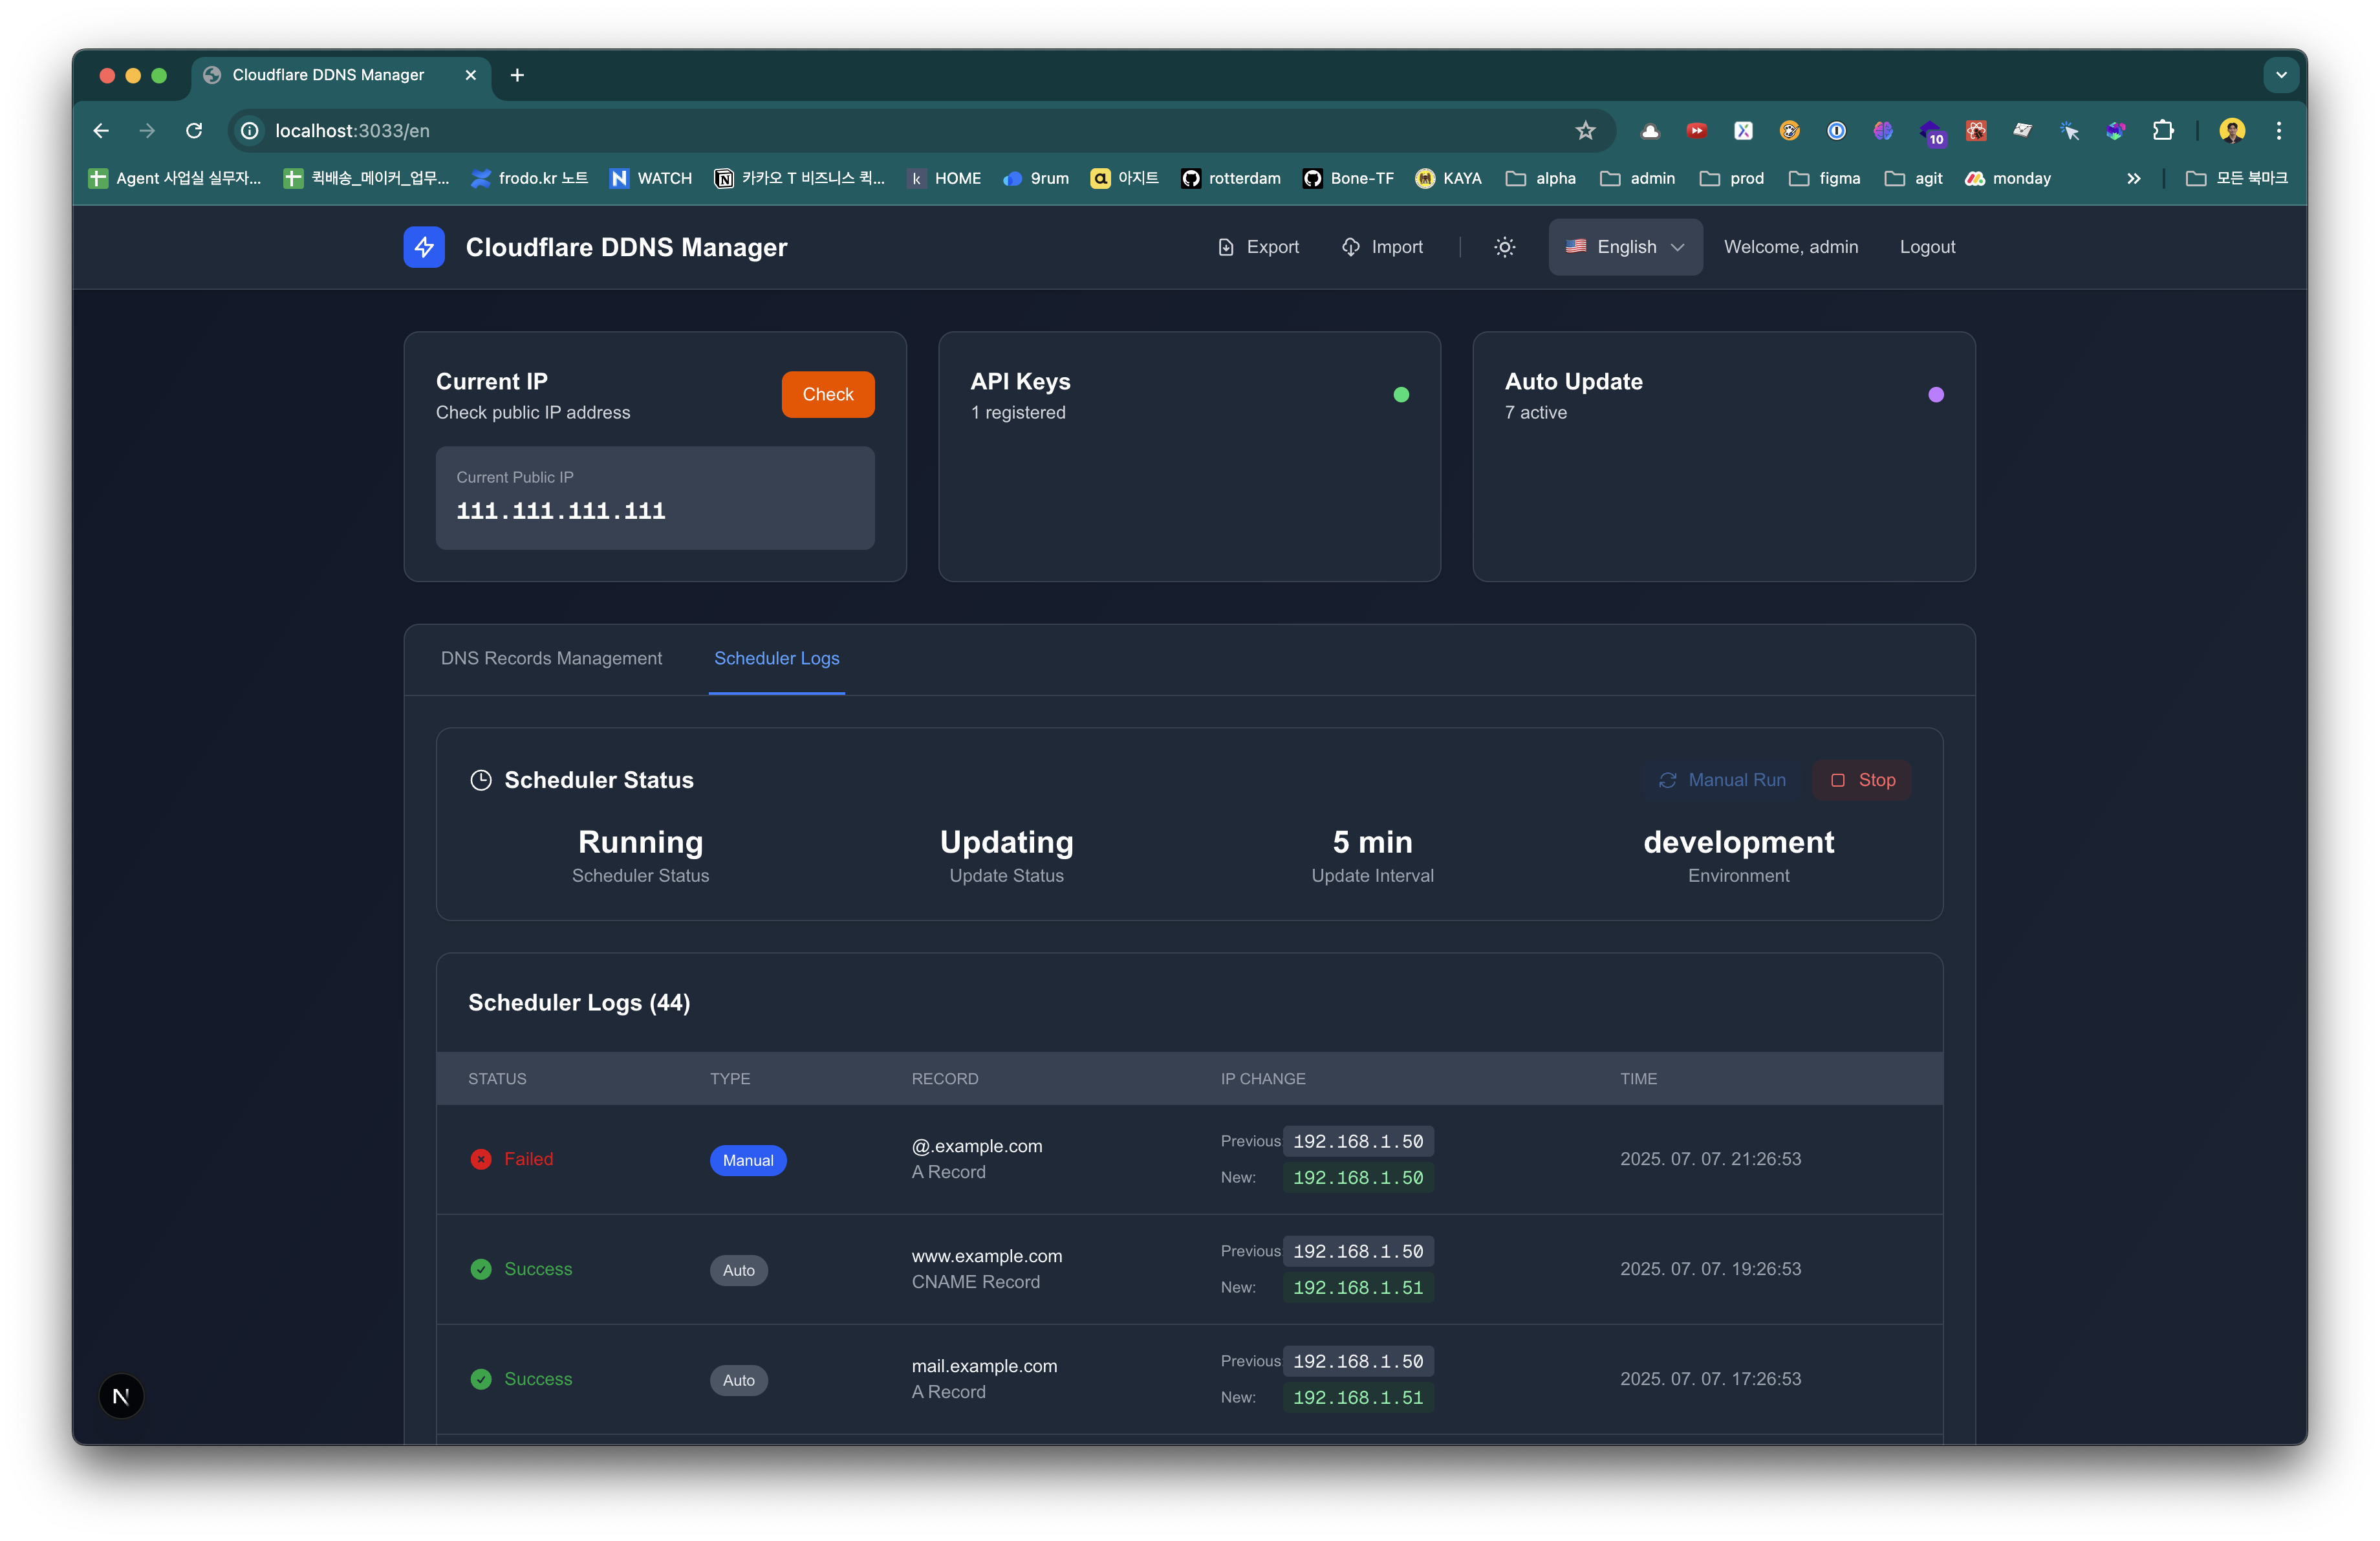 Cloudflare DDNS Manager
localhost:3033/en
10
Agent 사업실 실무자...
퀵배송_메이커_업무...
frodo.kr 노트
WATCH
카카오 T 비즈니스 퀵...
k HOME
9rum
a 아지트
rotterdam
Bone-TF
KAYA
alpha
admin
prod
figma
agit
monday
모든 북마크
Cloudflare DDNS Manager
Export
Import
English
Welcome, admin
Logout
Current IP
Check public IP address
Check
Current Public IP
111.111.111.111
API Keys
1 registered
Auto Update
7 active
DNS Records Management
Scheduler Logs
Scheduler Status
Manual Run
Stop
Running
Scheduler Status
Updating
Update Status
5 min
Update Interval
development
Environment
Scheduler Logs (44)
STATUS TYPE RECORD IP CHANGE TIME
Failed
Manual
@.example.com
A Record
Previous 192.168.1.50
New: 192.168.1.50
2025. 07. 07. 21:26:53
Success
Auto
www.example.com
CNAME Record
Previous 192.168.1.50
New: 192.168.1.51
2025. 07. 07. 19:26:53
Success
Auto
mail.example.com
A Record
Previous 192.168.1.50
New: 192.168.1.51
2025. 07. 07. 17:26:53
N